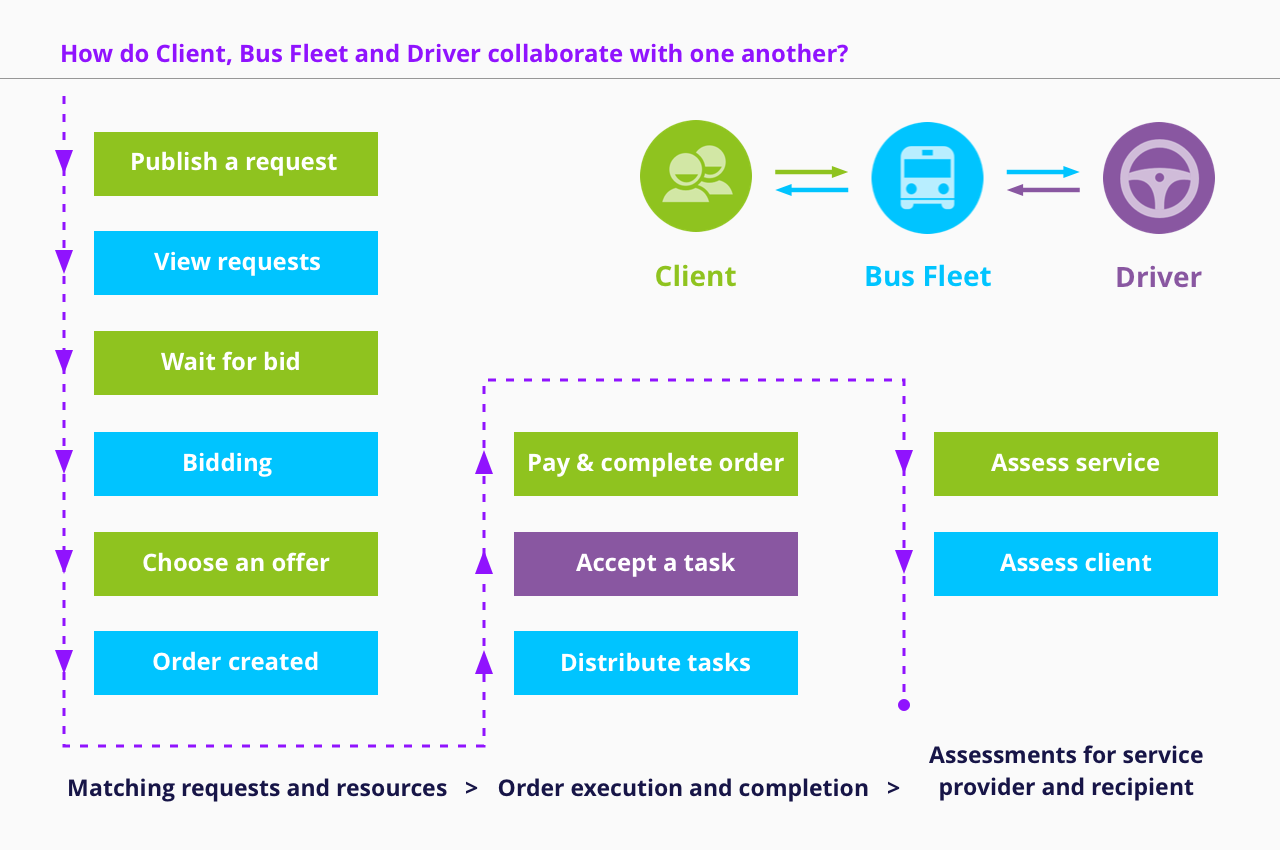 How do Client, Bus Fleet and Driver collaborate with one another?
Client
Bus Fleet
Driver
Publish a request
View requests
Wait for bid
Bidding
Choose an offer
Order created
Pay & complete order
Accept a task
Distribute tasks
Assess service
Assess client
Matching requests and resources > Order execution and completion >
Assessments for service
provider and recipient